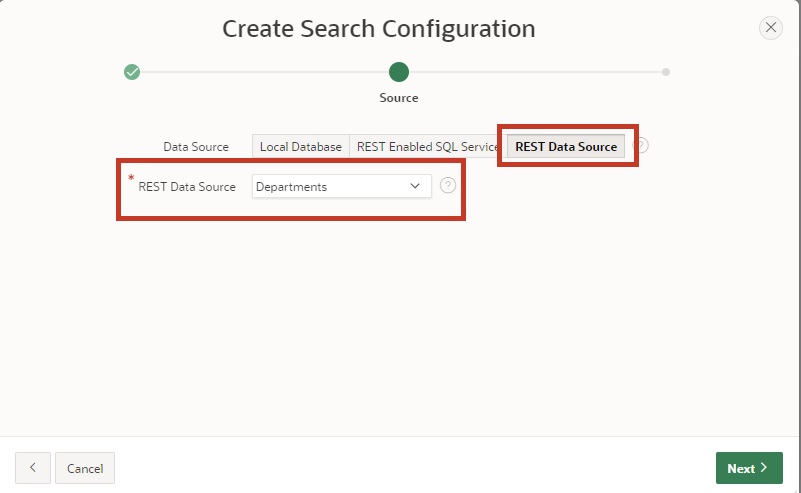 Create Search Configuration
Source
Data Source Local Database REST Enabled SQL Service REST Data Source ?
* REST Data Source Departments ?
Cancel Next